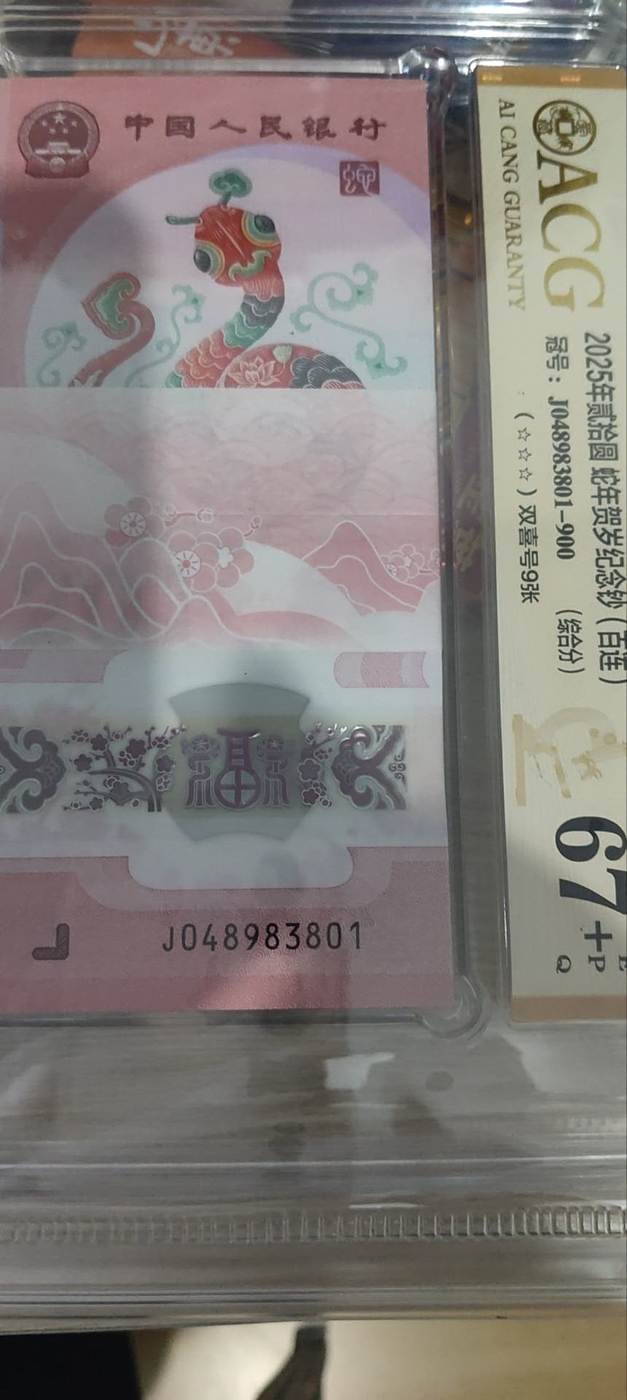 中国人民银行
福
J048983801
ACG
AI CANG GUARANTY
2025年贰拾圆 蛇年贺岁纪念钞（百连）
冠号：J048983801-900 （综合分）
（☆☆☆）双喜号9张
67+
E
P
Q